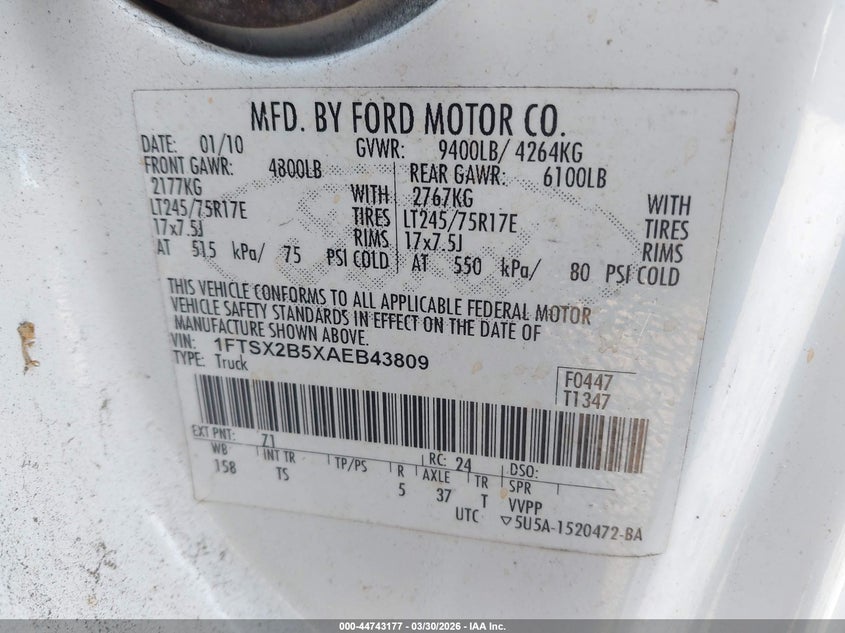 MFD. BY FORD MOTOR CO.
DATE: 01/10 GVWR: 9400LB/ 4264KG
FRONT GAWR: 4800LB REAR GAWR: 6100LB
2177KG WITH 2767KG WITH
LT245/75R17E TIRES LT245/75R17E TIRES
17x7.5J RIMS 17x7.5J RIMS
AT 515 kPa/ 75 PSI COLD AT 550 kPa/ 80 PSI COLD
THIS VEHICLE CONFORMS TO ALL APPLICABLE FEDERAL MOTOR
VEHICLE SAFETY STANDARDS IN EFFECT ON THE DATE OF
MANUFACTURE SHOWN ABOVE.
VIN: 1FTSX2B5XAEB43809
TYPE: Truck
F0447
T1347
EXT PNT: Z1 RC: 24 DSO:
WB INT TR TP/PS R AXLE TR SPR
158 TS 5 37 T VVPP
UTC ▽5U5A-1520472-BA
000-44743177 — 03/30/2026 — IAA Inc.